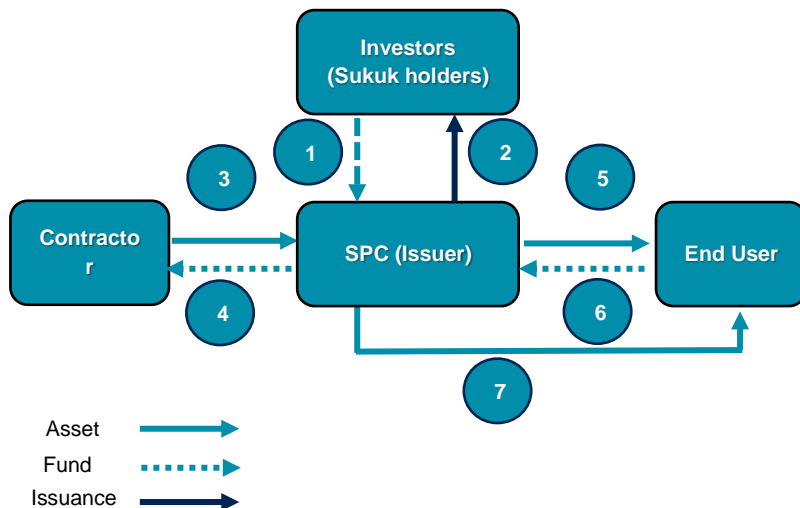 Investors
(Sukuk holders)
1
2
3
5
Contracto
r
SPC (Issuer)
End User
4
6
7
Asset
Fund
Issuance